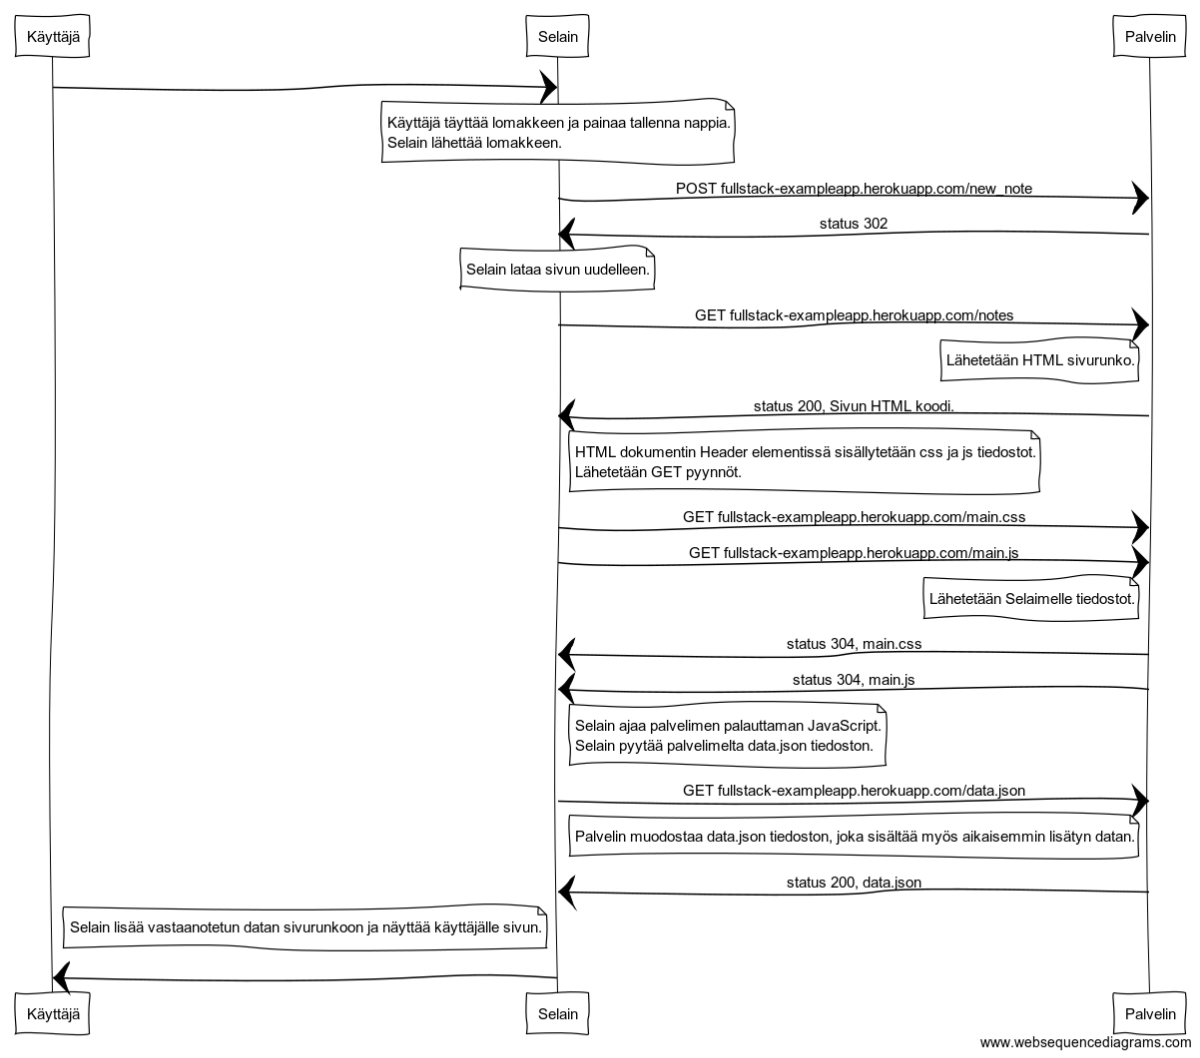 Käyttäjä
Selain
Palvelin
Käyttäjä täyttää lomakkeen ja painaa tallenna nappia.
Selain lähettää lomakkeen.
POST fullstack-exampleapp.herokuapp.com/new_note
status 302
Selain lataa sivun uudelleen.
GET fullstack-exampleapp.herokuapp.com/notes
Lähetetään HTML sivurunko.
status 200, Sivun HTML koodi.
HTML dokumentin Header elementissä sisällytetään css ja js tiedostot.
Lähetetään GET pyynnöt.
GET fullstack-exampleapp.herokuapp.com/main.css
GET fullstack-exampleapp.herokuapp.com/main.js
Lähetetään Selaimelle tiedostot.
status 304, main.css
status 304, main.js
Selain ajaa palvelimen palauttaman JavaScript.
Selain pyytää palvelimelta data.json tiedoston.
GET fullstack-exampleapp.herokuapp.com/data.json
Palvelin muodostaa data.json tiedoston, joka sisältää myös aikaisemmin lisätyn datan.
status 200, data.json
Selain lisää vastaanotetun datan sivurunkoon ja näyttää käyttäjälle sivun.
Käyttäjä
Selain
Palvelin
www.websequencediagrams.com